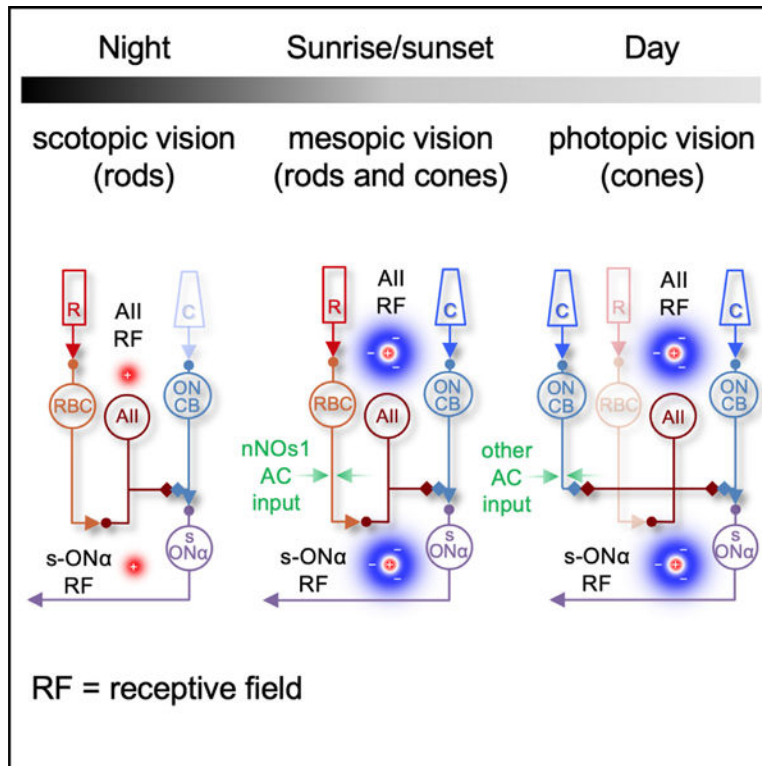 Night
Sunrise/sunset
Day
scotopic vision
(rods)
mesopic vision
(rods and cones)
photopic vision
(cones)
R
AII
RF
C
+
RBC
AII
ON
CB
s
ONα
s-ONα
RF
+
R
AII
RF
C
- + -
-
RBC
AII
ON
CB
nNOs1
AC
input
s
ONα
s-ONα
RF
- + -
-
C
R
AII
RF
C
- + -
-
ON
CB
RBC
AII
ON
CB
other
AC
input
s
ONα
s-ONα
RF
- + -
-
RF = receptive field